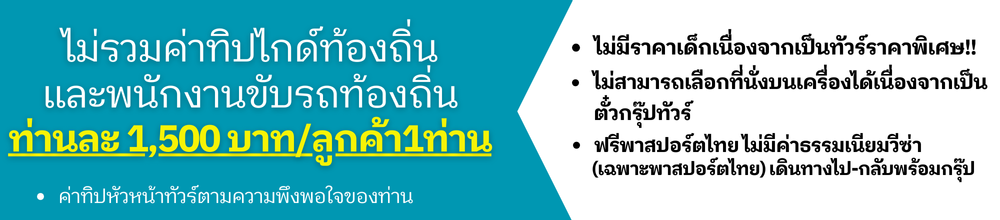 ไม่รวมค่าทิปไกด์ท้องถิ่น
และพนักงานขับรถท้องถิ่น
ท่านละ 1,500 บาท/ลูกค้า1ท่าน
• ค่าทิปหัวหน้าทัวร์ตามความพึงพอใจของท่าน
• ไม่มีราคาเด็กเนื่องจากเป็นทัวร์ราคาพิเศษ!!
• ไม่สามารถเลือกที่นั่งบนเครื่องได้เนื่องจากเป็น
ตั๋วกรุ๊ปทัวร์
• ฟรีพาสปอร์ตไทย ไม่มีค่าธรรมเนียมวีซ่า
(เฉพาะพาสปอร์ตไทย) เดินทางไป-กลับพร้อมกรุ๊ป